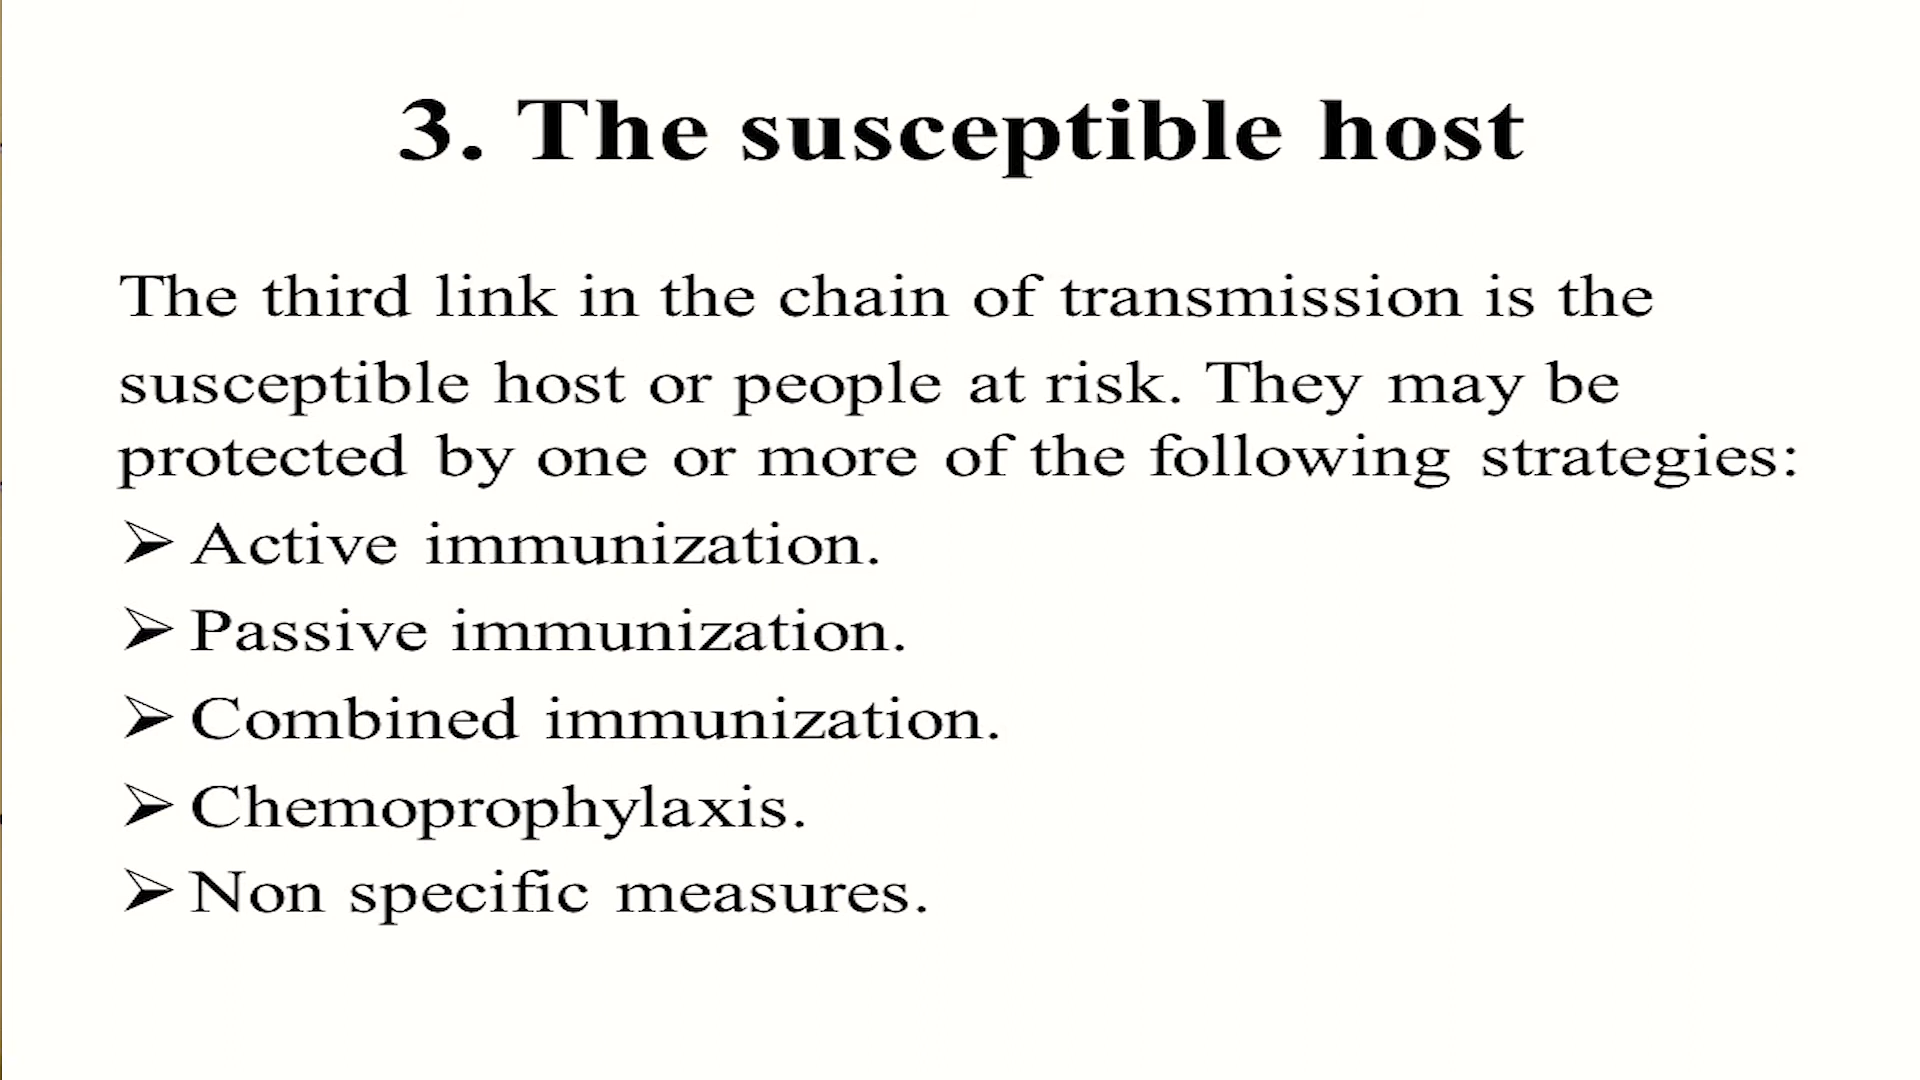 3. The susceptible host
The third link in the chain of transmission is the
susceptible host or people at risk. They may be
protected by one or more of the following strategies:
➢ Active immunization.
➢ Passive immunization.
➢ Combined immunization.
➢ Chemoprophylaxis.
➢ Non specific measures.